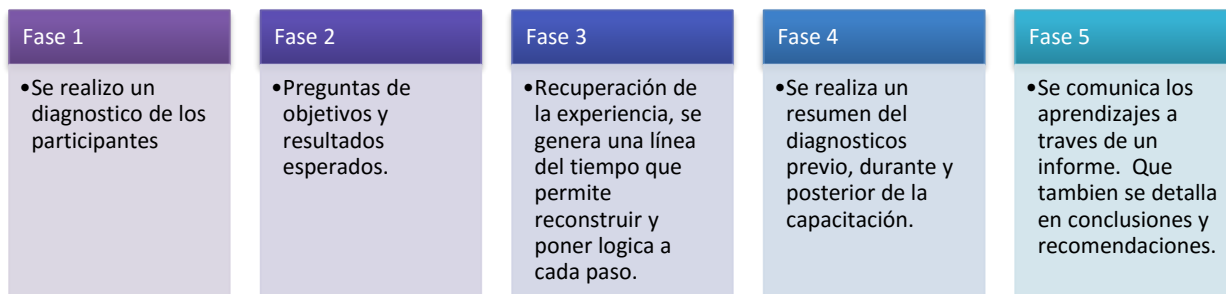 Fase 1
•Se realizo un
diagnostico de los
participantes
Fase 2
•Preguntas de
objetivos y
resultados
esperados.
Fase 3
•Recuperación de
la experiencia, se
genera una línea
del tiempo que
permite
reconstruir y
poner logica a
cada paso.
Fase 4
•Se realiza un
resumen del
diagnosticos
previo, durante y
posterior de la
capacitación.
Fase 5
•Se comunica los
aprendizajes a
traves de un
informe.  Que
tambien se detalla
en conclusiones y
recomendaciones.